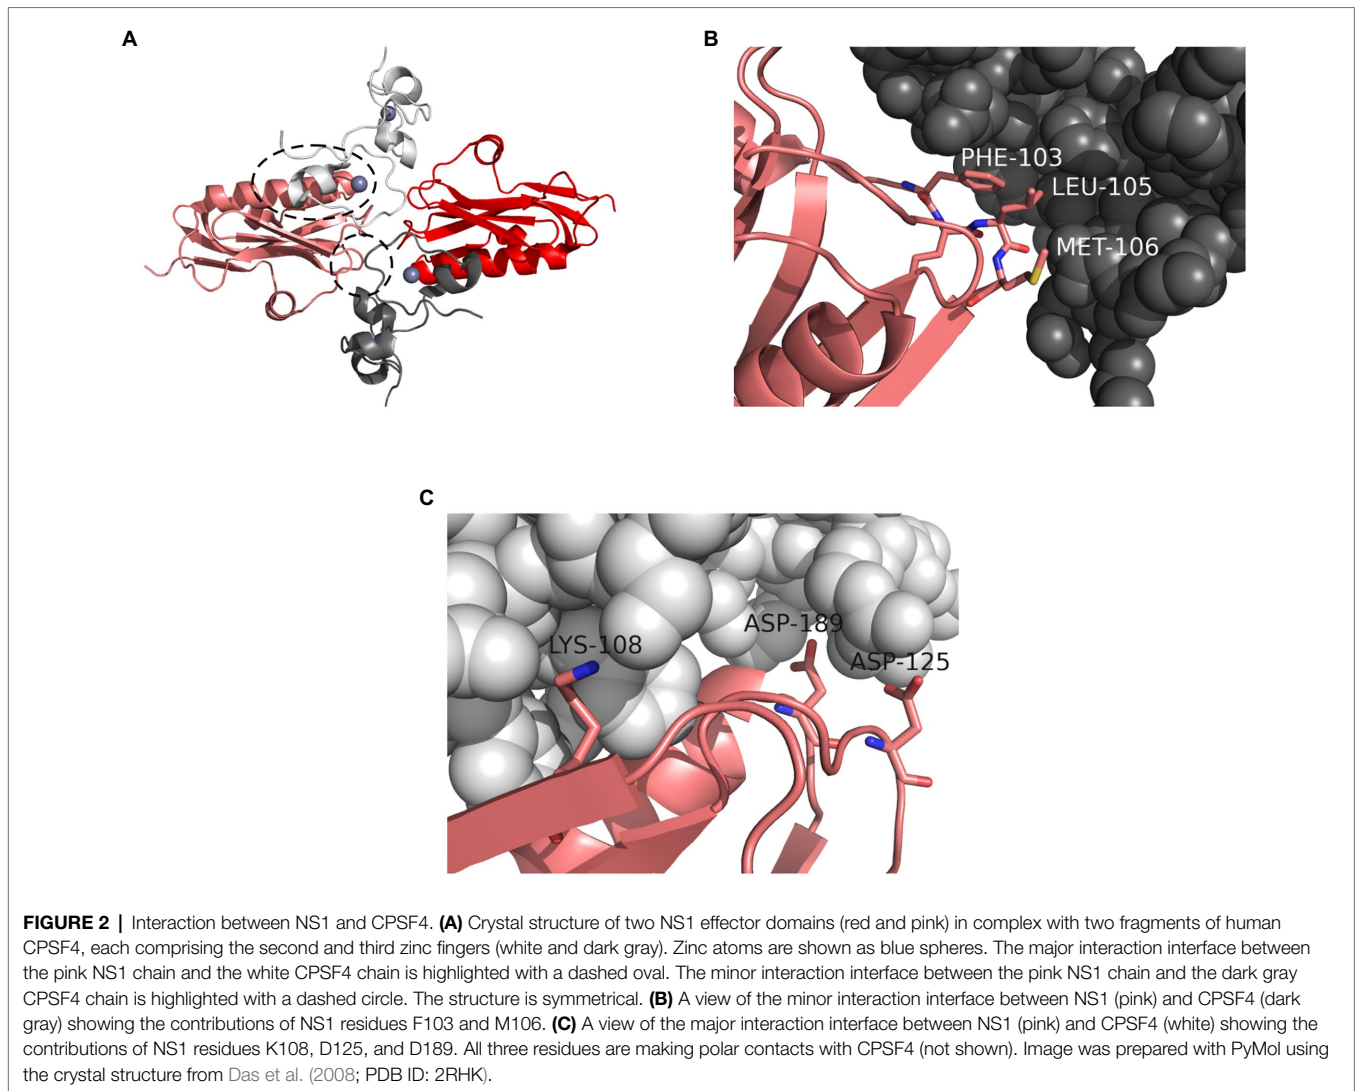 A
B
PHE-103
LEU-105
MET-106
C
LYS-108
ASP-189
ASP-125
FIGURE 2 | Interaction between NS1 and CPSF4. (A) Crystal structure of two NS1 effector domains (red and pink) in complex with two fragments of human
CPSF4, each comprising the second and third zinc fingers (white and dark gray). Zinc atoms are shown as blue spheres. The major interaction interface between
the pink NS1 chain and the white CPSF4 chain is highlighted with a dashed oval. The minor interaction interface between the pink NS1 chain and the dark gray
CPSF4 chain is highlighted with a dashed circle. The structure is symmetrical. (B) A view of the minor interaction interface between NS1 (pink) and CPSF4 (dark
gray) showing the contributions of NS1 residues F103 and M106. (C) A view of the major interaction interface between NS1 (pink) and CPSF4 (white) showing the
contributions of NS1 residues K108, D125, and D189. All three residues are making polar contacts with CPSF4 (not shown). Image was prepared with PyMol using
the crystal structure from Das et al. (2008; PDB ID: 2RHK).